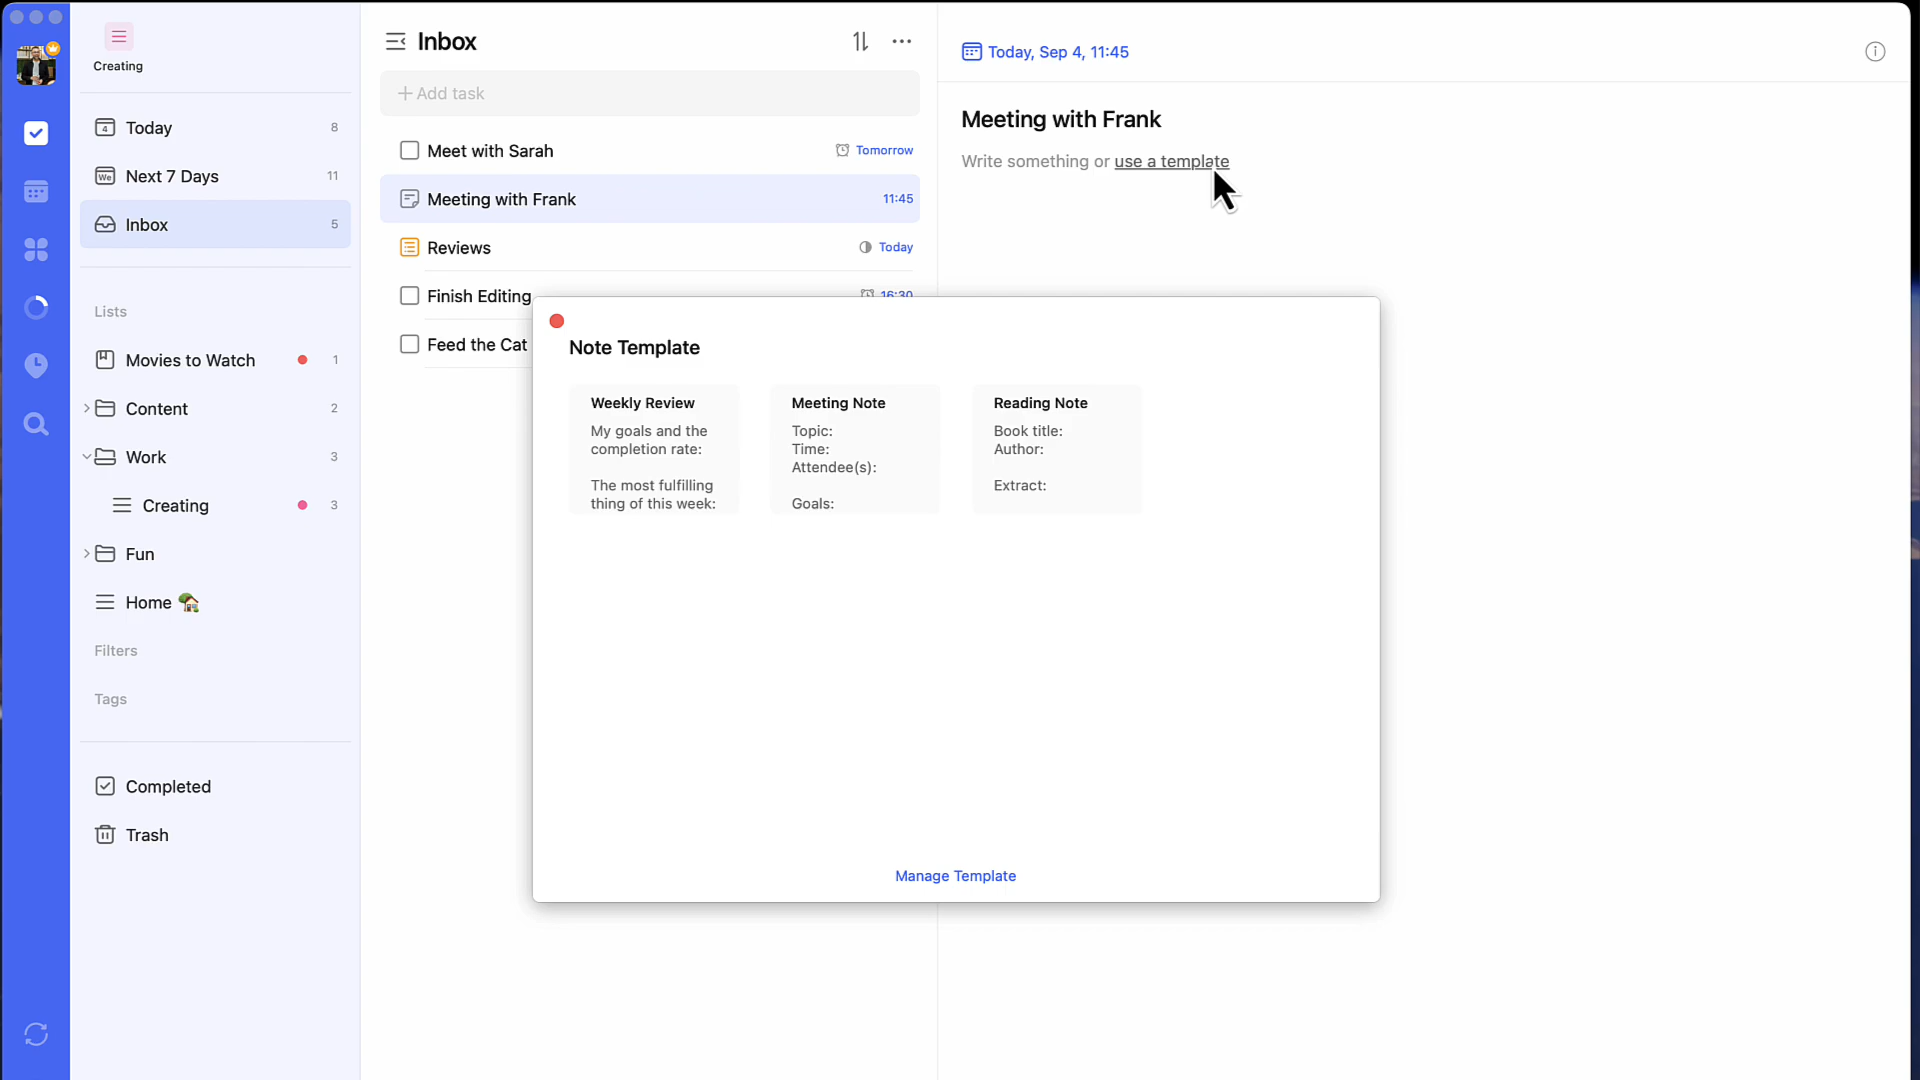 Creating
Today 8
Next 7 Days 11
Inbox 5
Lists
Movies to Watch 1
Content 2
Work 3
Creating 3
Fun
Home
Filters
Tags
Completed
Trash
Inbox
Add task
Meet with Sarah Tomorrow
Meeting with Frank 11:45
Reviews Today
Finish Editing 16:30
Feed the Cat
Today, Sep 4, 11:45
Meeting with Frank
Write something or use a template
Note Template
Weekly Review
My goals and the
completion rate:
The most fulfilling
thing of this week:
Meeting Note
Topic:
Time:
Attendee(s):
Goals:
Reading Note
Book title:
Author:
Extract:
Manage Template